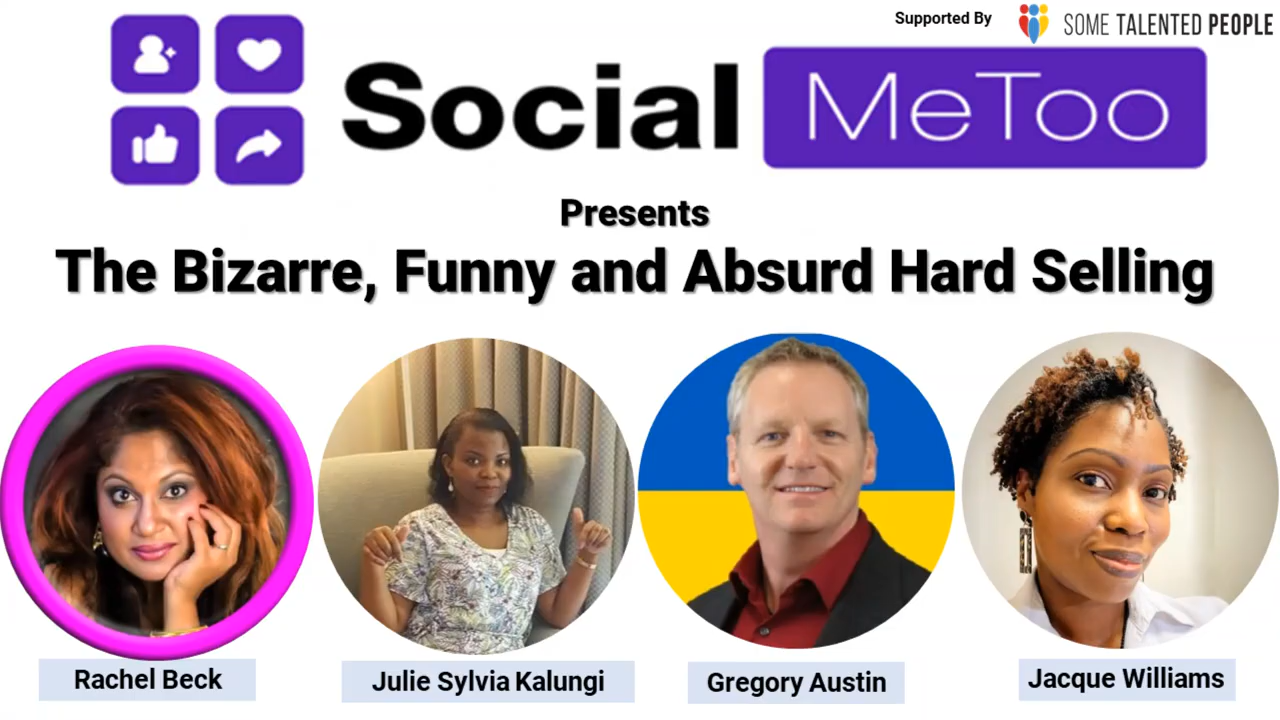 Supported By
SOME TALENTED PEOPLE
Social MeToo
Presents
The Bizarre, Funny and Absurd Hard Selling
Rachel Beck
Julie Sylvia Kalungi
Gregory Austin
Jacque Williams